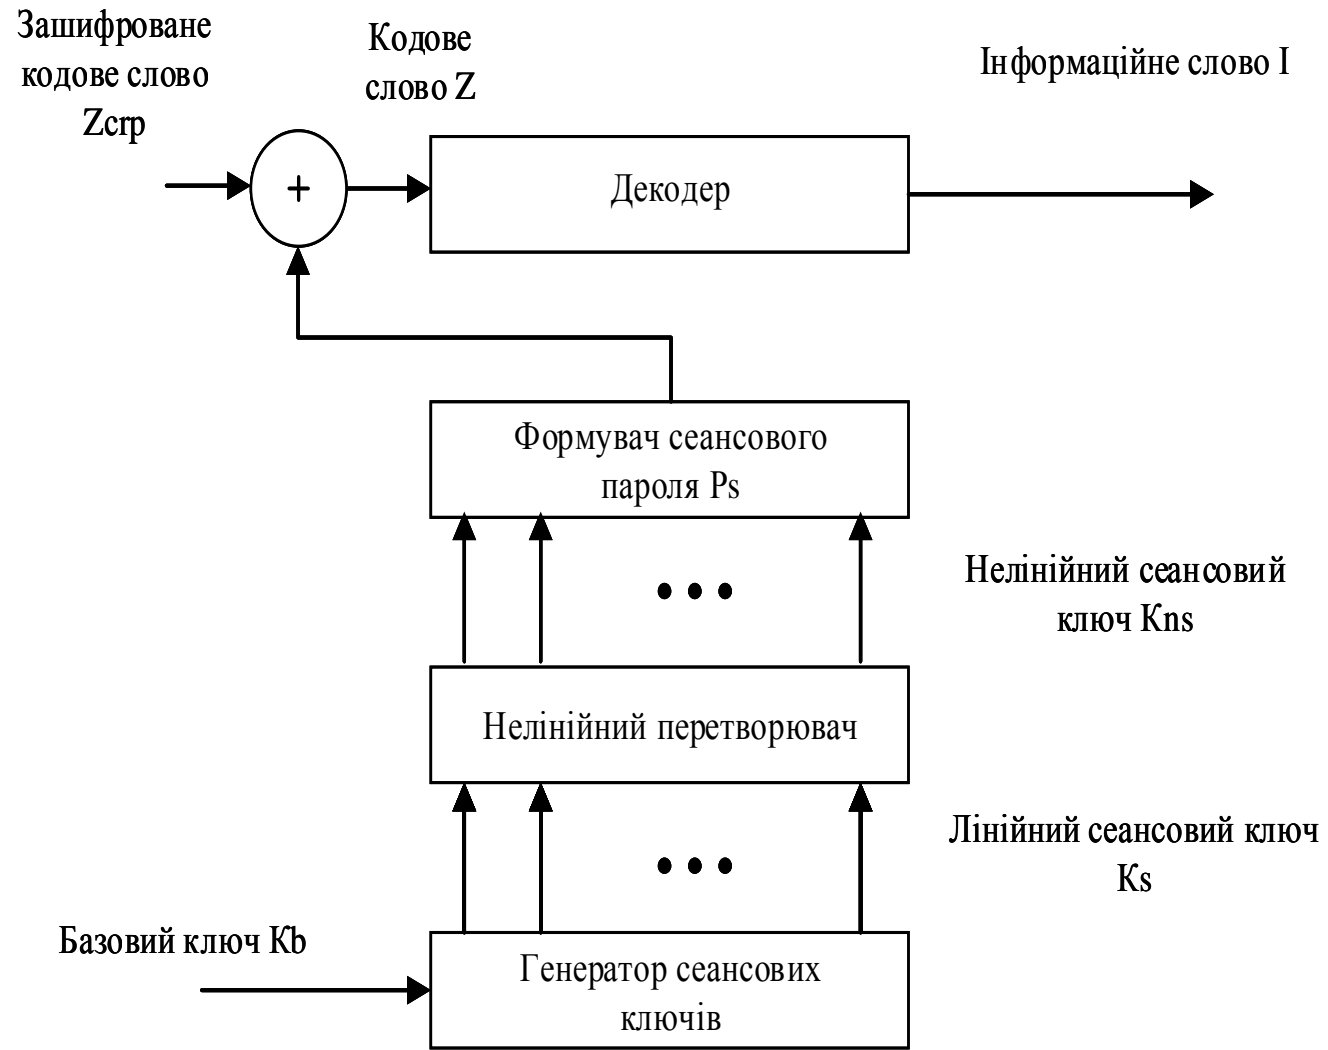 Зашифроване
кодове слово
Zcrp
Кодове
слово Z
Інформаційне слово I
+
Декодер
Формувач сеансового
пароля Ps
Нелінійний сеансовий
ключ Kns
Нелінійний перетворювач
Лінійний сеансовий ключ
Ks
Базовий ключ Kb
Генератор сеансових
ключів